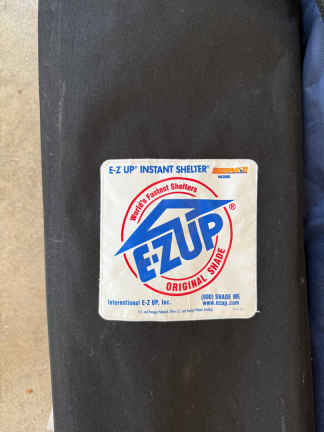 E-Z UP® INSTANT SHELTER®
World's Fastest Shelters
E-Z UP®
ORIGINAL SHADE
International E-Z UP, Inc.
(800) SHADE ME
www.ezup.com